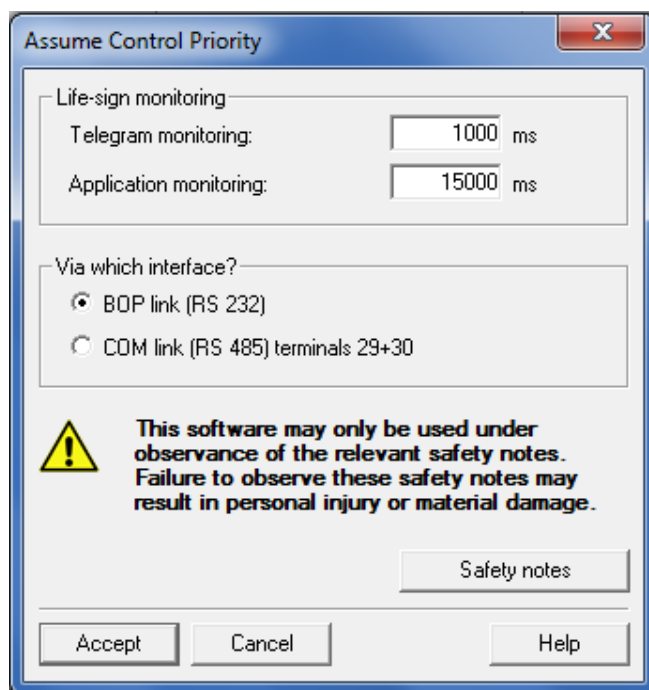 Assume Control Priority
Life-sign monitoring
Telegram monitoring: 1000 ms
Application monitoring: 15000 ms
Via which interface?
BOP link (RS 232)
COM link (RS 485) terminals 29+30
This software may only be used under
observance of the relevant safety notes.
Failure to observe these safety notes may
result in personal injury or material damage.
Safety notes
Accept Cancel Help